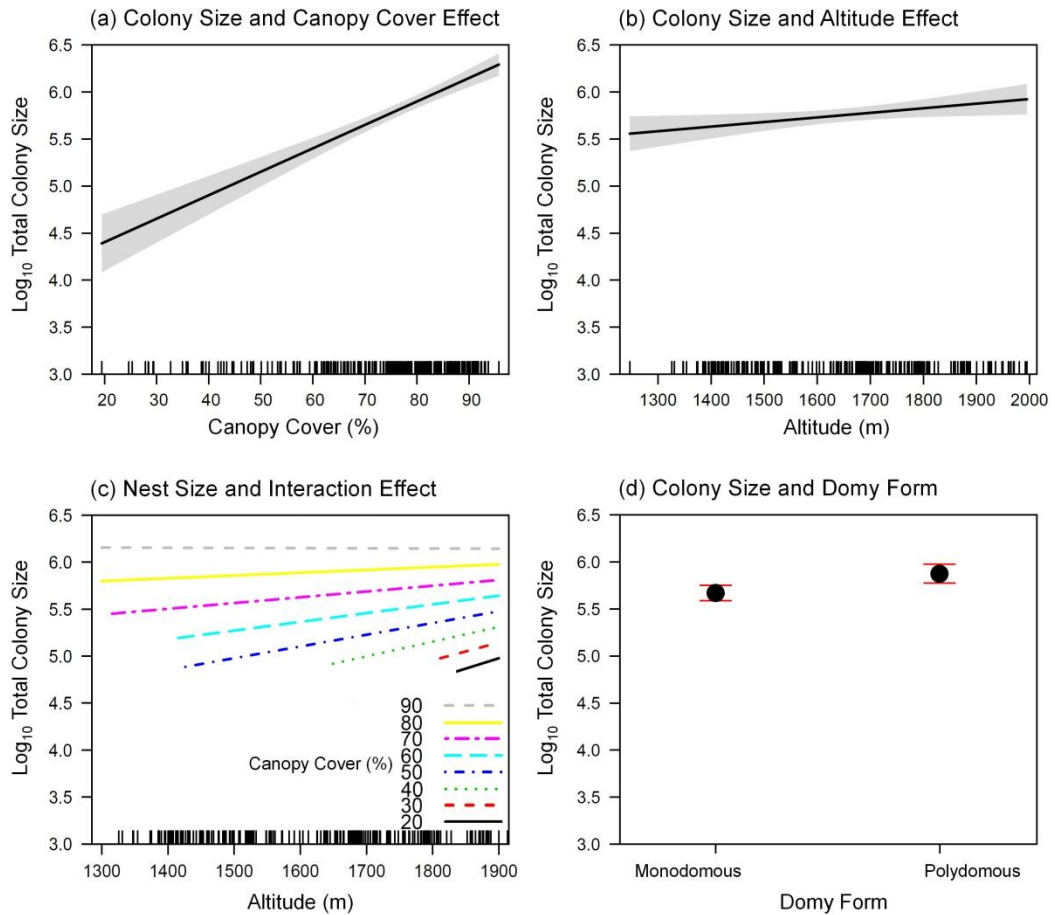 (a) Colony Size and Canopy Cover Effect
6.5
6.0
5.5
5.0
4.5
4.0
3.5
3.0
Log10 Total Colony Size
20 30 40 50 60 70 80 90
Canopy Cover (%)
(b) Colony Size and Altitude Effect
6.5
6.0
5.5
5.0
4.5
4.0
3.5
3.0
Log10 Total Colony Size
1300 1400 1500 1600 1700 1800 1900 2000
Altitude (m)
(c) Nest Size and Interaction Effect
6.5
6.0
5.5
5.0
4.5
4.0
3.5
3.0
Log10 Total Colony Size
Canopy Cover (%)
90
80
70
60
50
40
30
20
1300 1400 1500 1600 1700 1800 1900
Altitude (m)
(d) Colony Size and Domy Form
6.5
6.0
5.5
5.0
4.5
4.0
3.5
3.0
Log10 Total Colony Size
Monodomous Polydomous
Domy Form